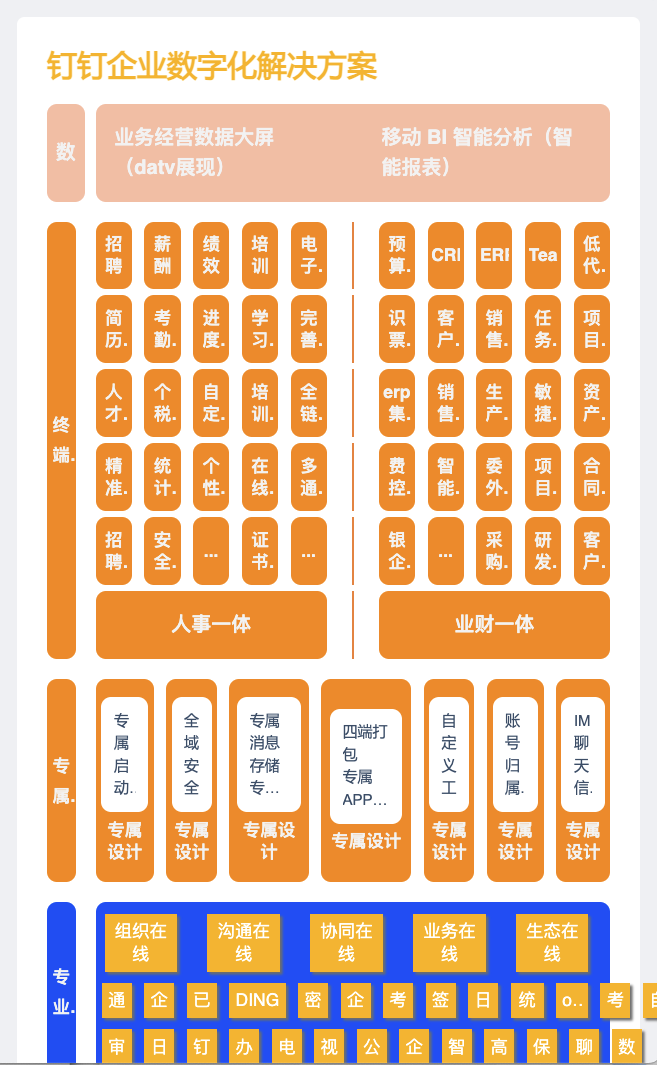 钉钉企业数字化解决方案
数
业务经营数据大屏
（datv展现）
移动 BI 智能分析（智
能报表）
终
端.
招
聘
薪
酬
绩
效
培
训
电
子.
预
算.
CRI
ERI
Tea
低
代.
简
历.
考
勤.
进
度.
学
习.
完
善.
识
票.
客
户.
销
售.
任
务.
项
目.
人
才.
个
税.
自
定.
培
训.
全
链.
erp
集.
销
售.
生
产.
敏
捷.
资
产.
精
准.
统
计.
个
性.
在
线.
多
通.
费
控.
智
能.
委
外.
项
目.
合
同.
招
聘.
安
全.
...
证
书.
...
银
企.
...
采
购.
研
发.
客
户.
人事一体
业财一体
专
属.
专
属
启
动.
专属
设计
全
域
安
全
专属
设计
专属
消息
存储
专…
专属设
计
四端打
包
专属
APP…
专属设计
自
定
义
工
专属
设计
账
号
归
属.
专属
设计
IM
聊
天
信.
专属
设计
专
业.
组织在
线
沟通在
线
协同在
线
业务在
线
生态在
线
通
企
已
DING
密
企
考
签
日
统
o..
考
审
日
钉
办
电
视
公
企
智
高
保
聊
数